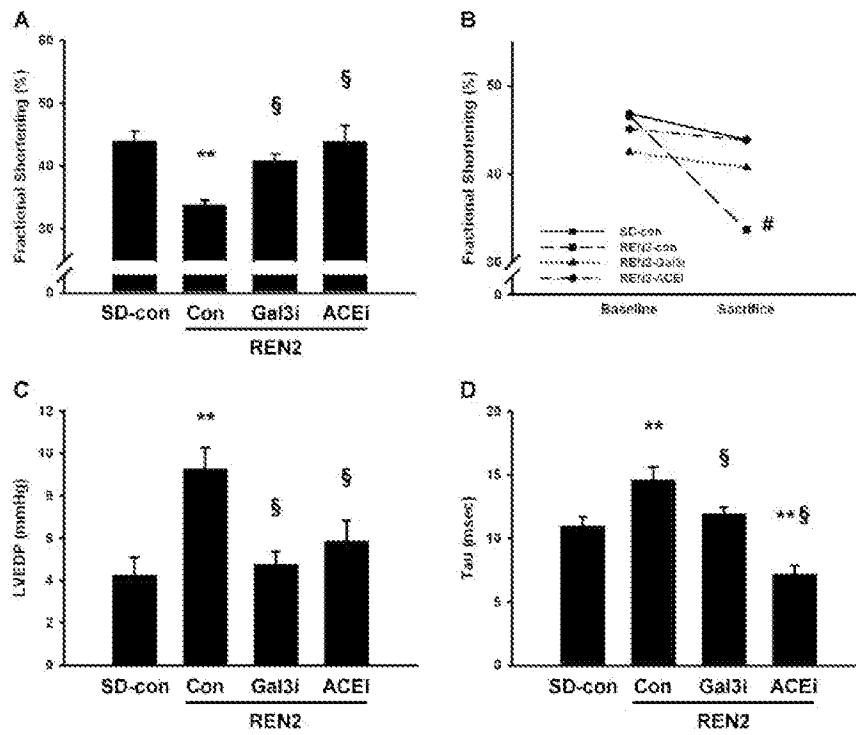 A
Fractional Shortening (%)
60
50
40
30
0
SD-con Con Gal3i ACEi
REN2
**
§
§
B
Fractional Shortening (%)
50
40
30
0
SD-con
REN2-con
REN2-Gal3i
REN2-ACEi
#
Baseline Sacrifice
C
LVEDP (mmHg)
12
10
8
6
4
2
0
**
§
§
SD-con Con Gal3i ACEi
REN2
D
Tau (msec)
20
15
10
5
0
**
§
**§
SD-con Con Gal3i ACEi
REN2